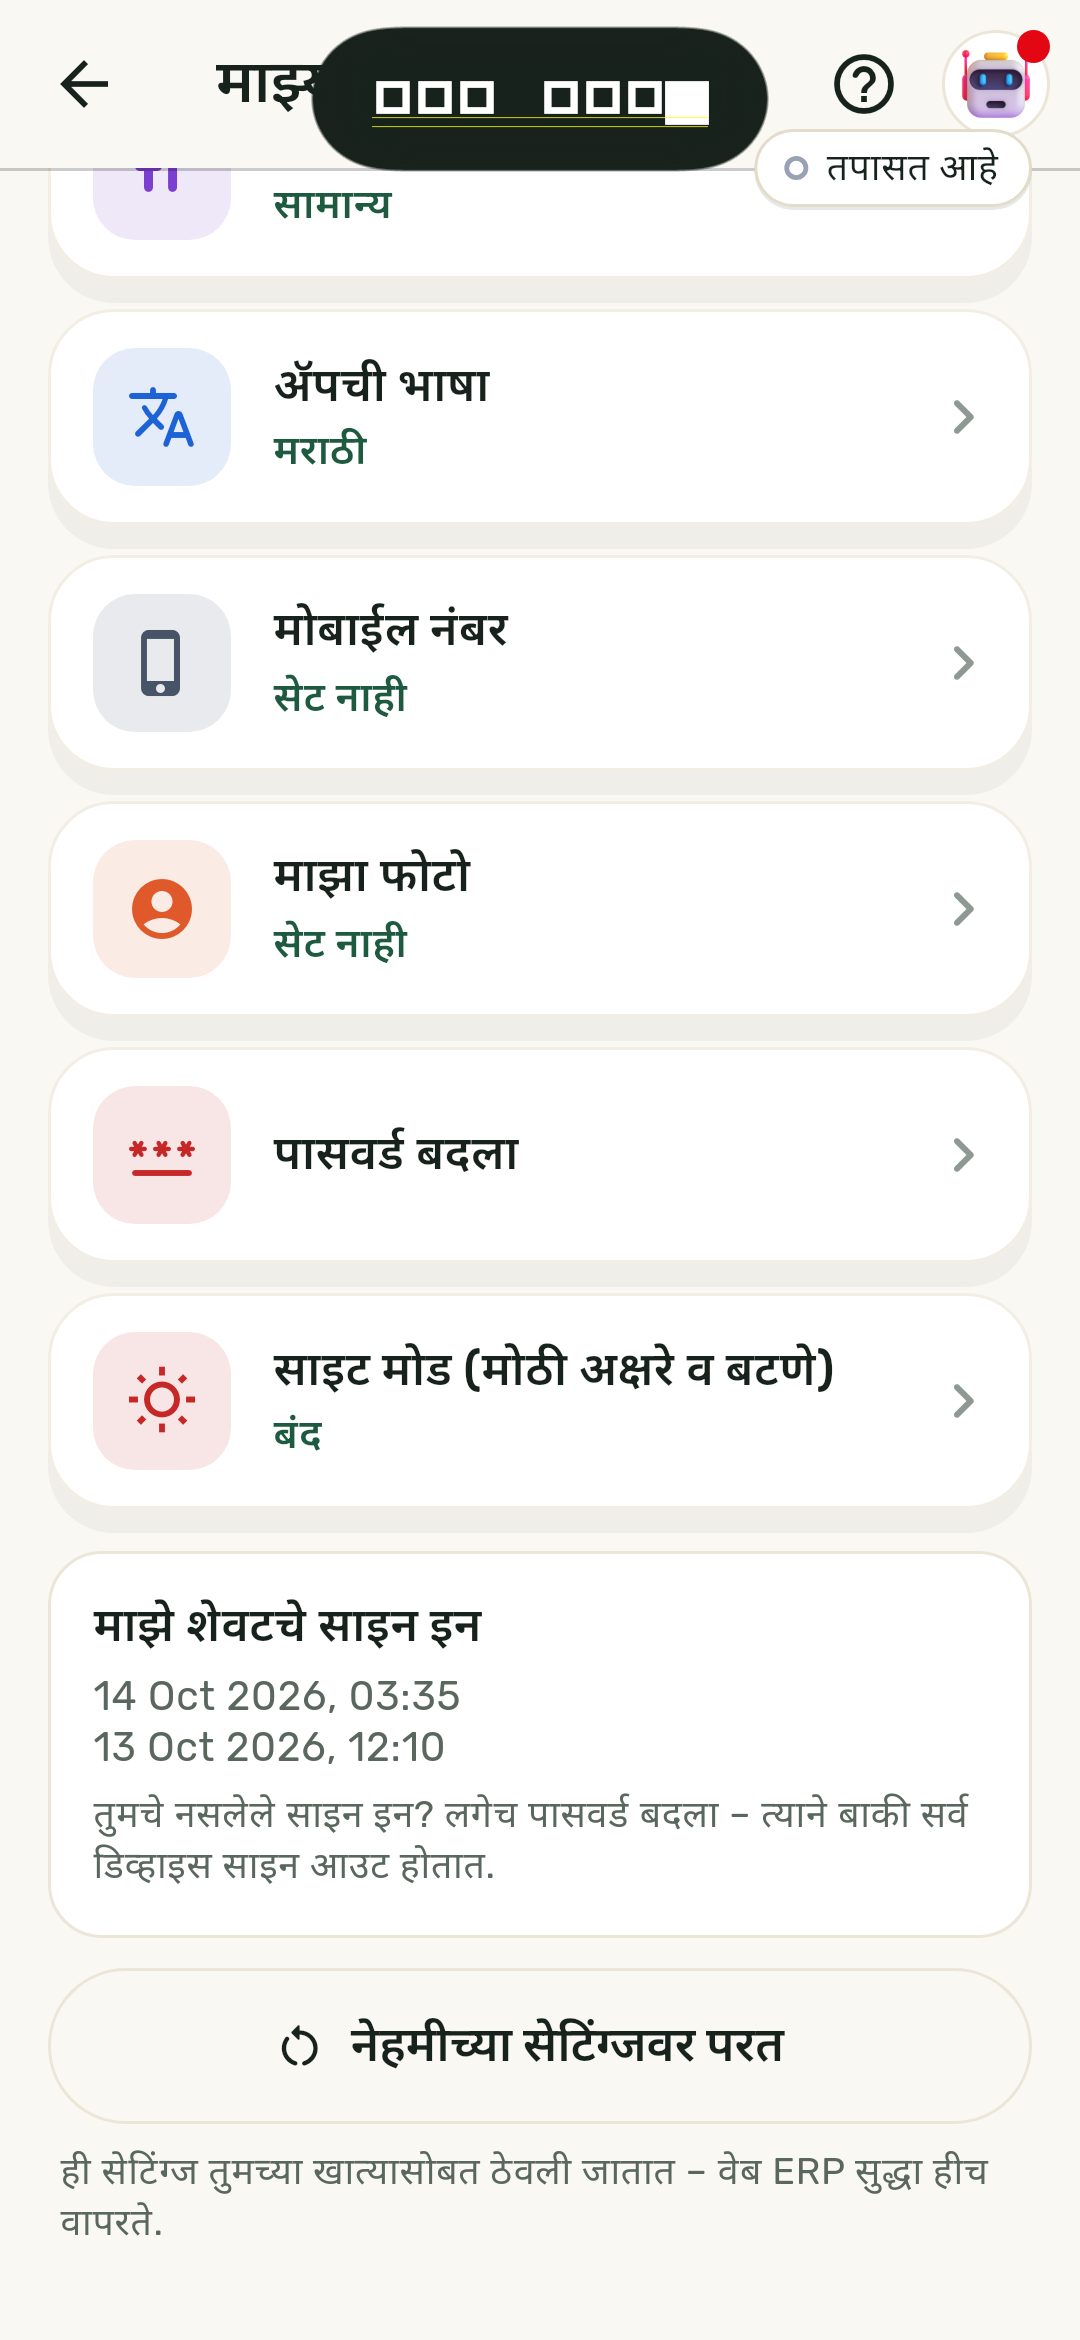 तपासत आहे
सामान्य
ॲपची भाषा
मराठी
मोबाईल नंबर
सेट नाही
माझा फोटो
सेट नाही
पासवर्ड बदला
साइट मोड (मोठी अक्षरे व बटणे)
बंद
माझे शेवटचे साइन इन
14 Oct 2026, 03:35
13 Oct 2026, 12:10
तुमचे नसलेले साइन इन? लगेच पासवर्ड बदला – त्याने बाकी सर्व
डिव्हाइस साइन आउट होतात.
नेहमीच्या सेटिंग्जवर परत
ही सेटिंग्ज तुमच्या खात्यासोबत ठेवली जातात – वेब ERP सुद्धा हीच
वापरते.